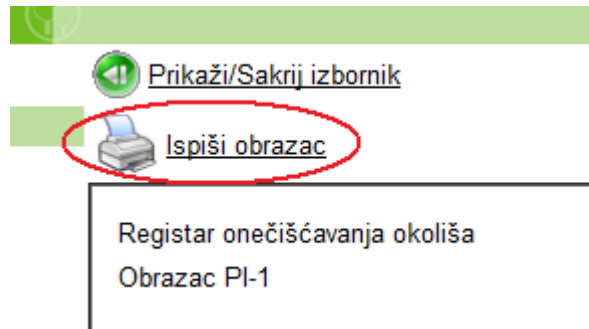 Prikaži/Sakrij izbornik
Ispiši obrazac
Registar onečišćavanja okoliša
Obrazac PI-1